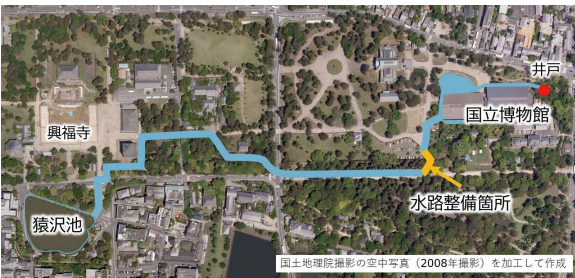 井戸
国立博物館
興福寺
水路整備箇所
猿沢池
国土地理院撮影の空中写真（2008年撮影）を加工して作成